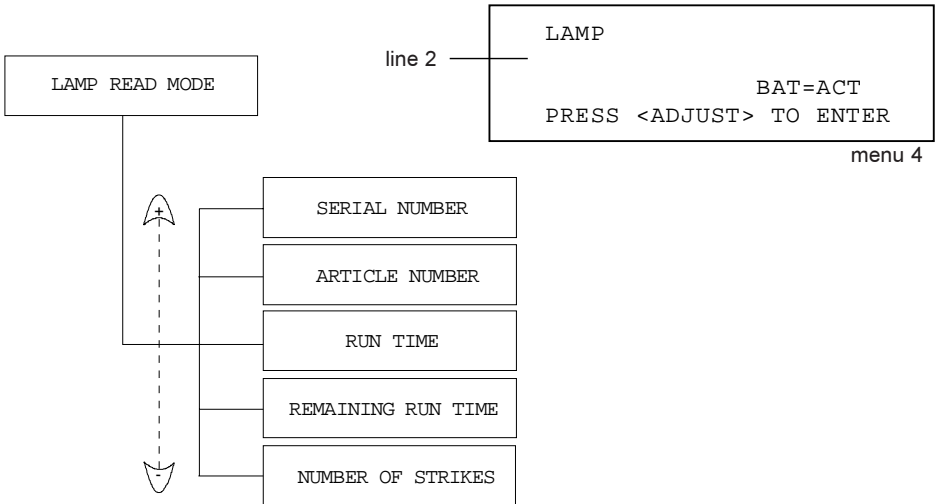 LAMP
line 2
BAT=ACT
PRESS <ADJUST> TO ENTER
menu 4
LAMP READ MODE
+
SERIAL NUMBER
ARTICLE NUMBER
RUN TIME
REMAINING RUN TIME
NUMBER OF STRIKES
-